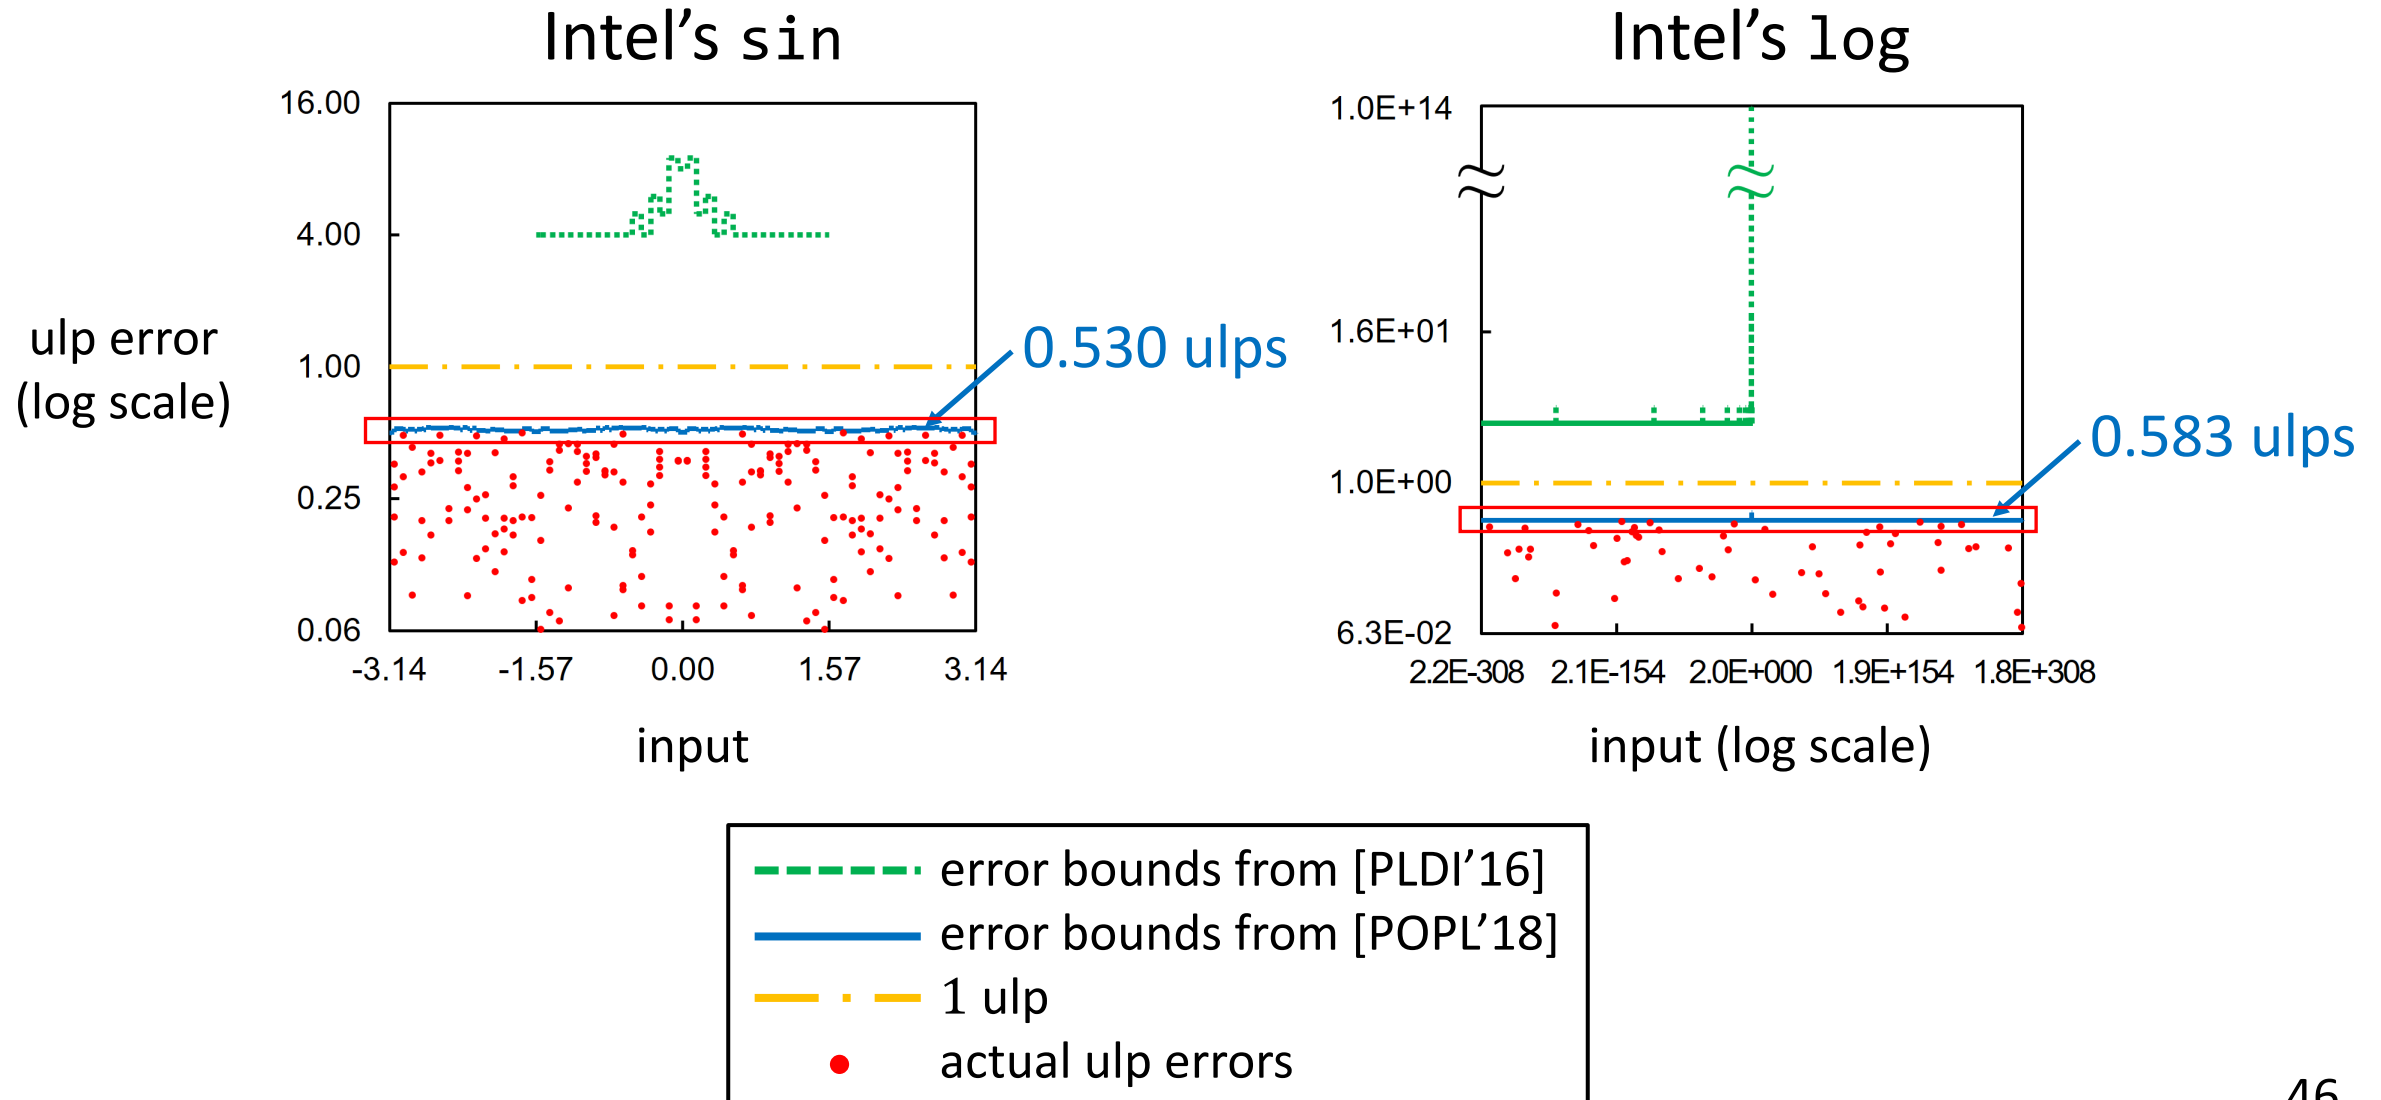 Intel’s sin
16.00
4.00
1.00
0.25
0.06
ulp error
(log scale)
-3.14 -1.57 0.00 1.57 3.14
input
0.530 ulps
Intel’s log
1.0E+14
1.6E+01
1.0E+00
6.3E-02
2.2E-308 2.1E-154 2.0E+000 1.9E+154 1.8E+308
input (log scale)
0.583 ulps
error bounds from [PLDI’16]
error bounds from [POPL’18]
1 ulp
actual ulp errors
46